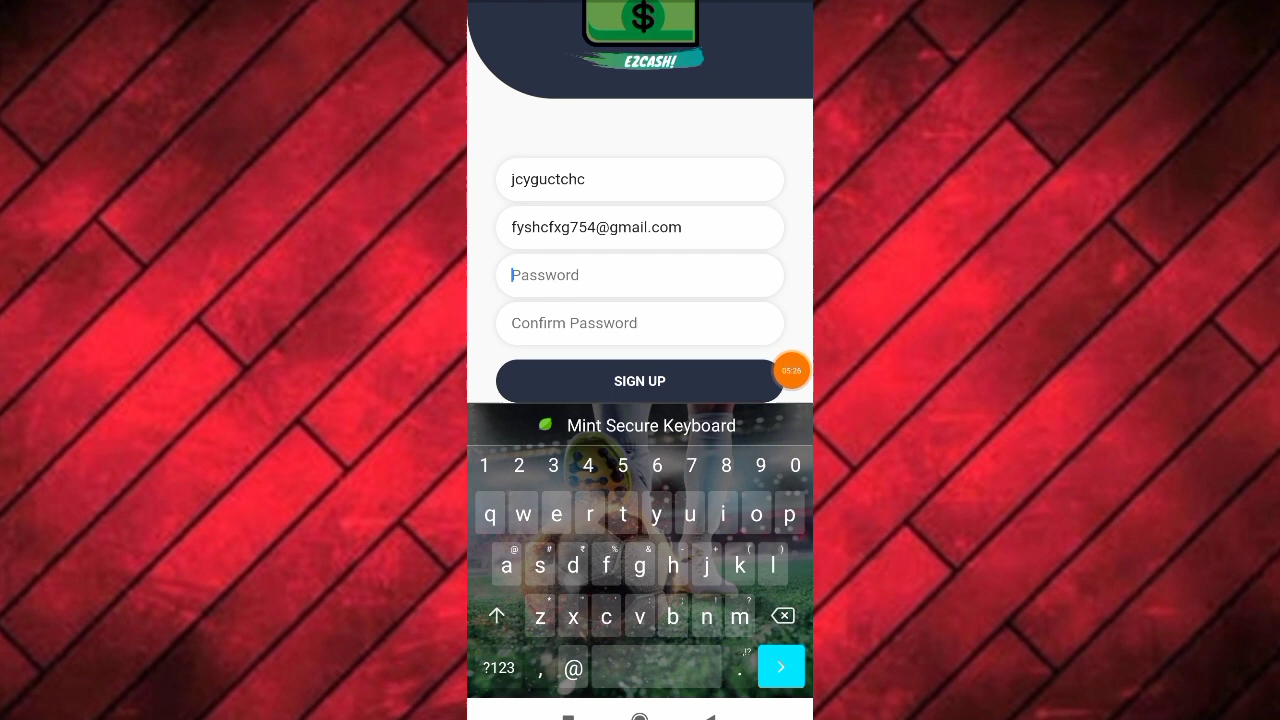 $
EZCASH!
jcyguctchc
fyshcfxg754@gmail.com
Password
Confirm Password
SIGN UP
05:26
Mint Secure Keyboard
1 2 3 4 5 6 7 8 9 0
q w e r t y u i o p
@ # ₹ % & - + ( )
a s d f g h j k l
* " ' : ; ! ?
z x c v b n m
,!?
?123 , @ .